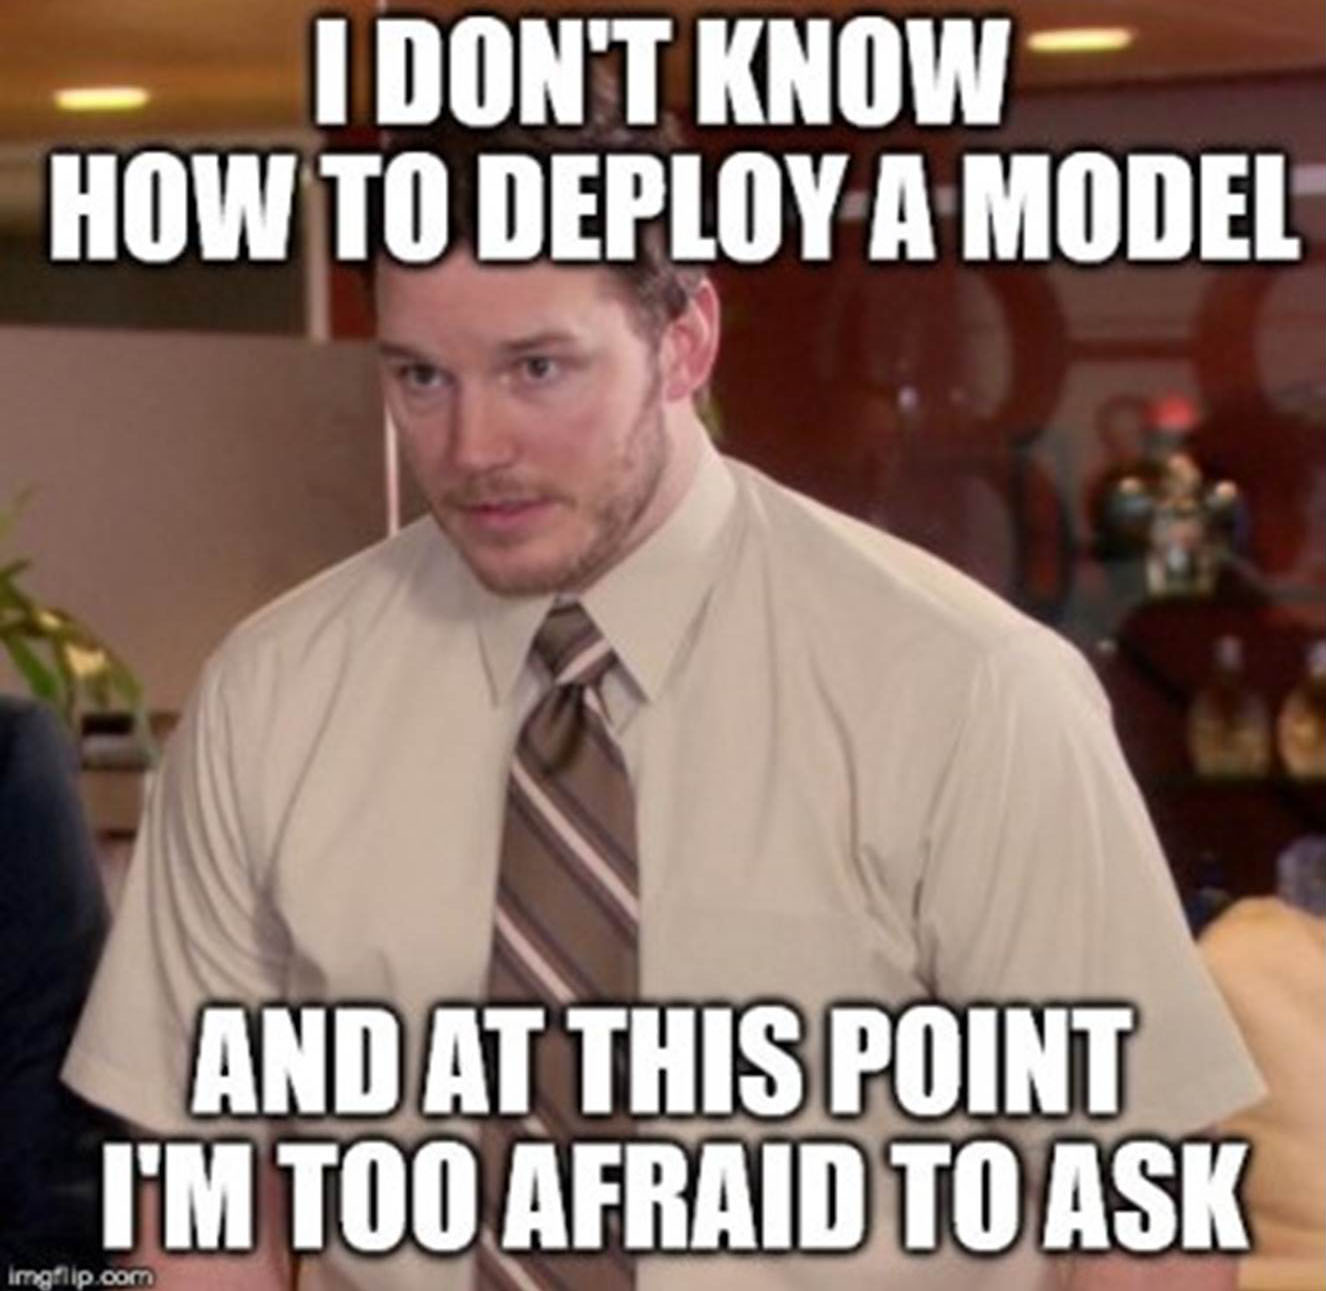 I DON'T KNOW
HOW TO DEPLOY A MODEL
AND AT THIS POINT
I'M TOO AFRAID TO ASK
imgflip.com